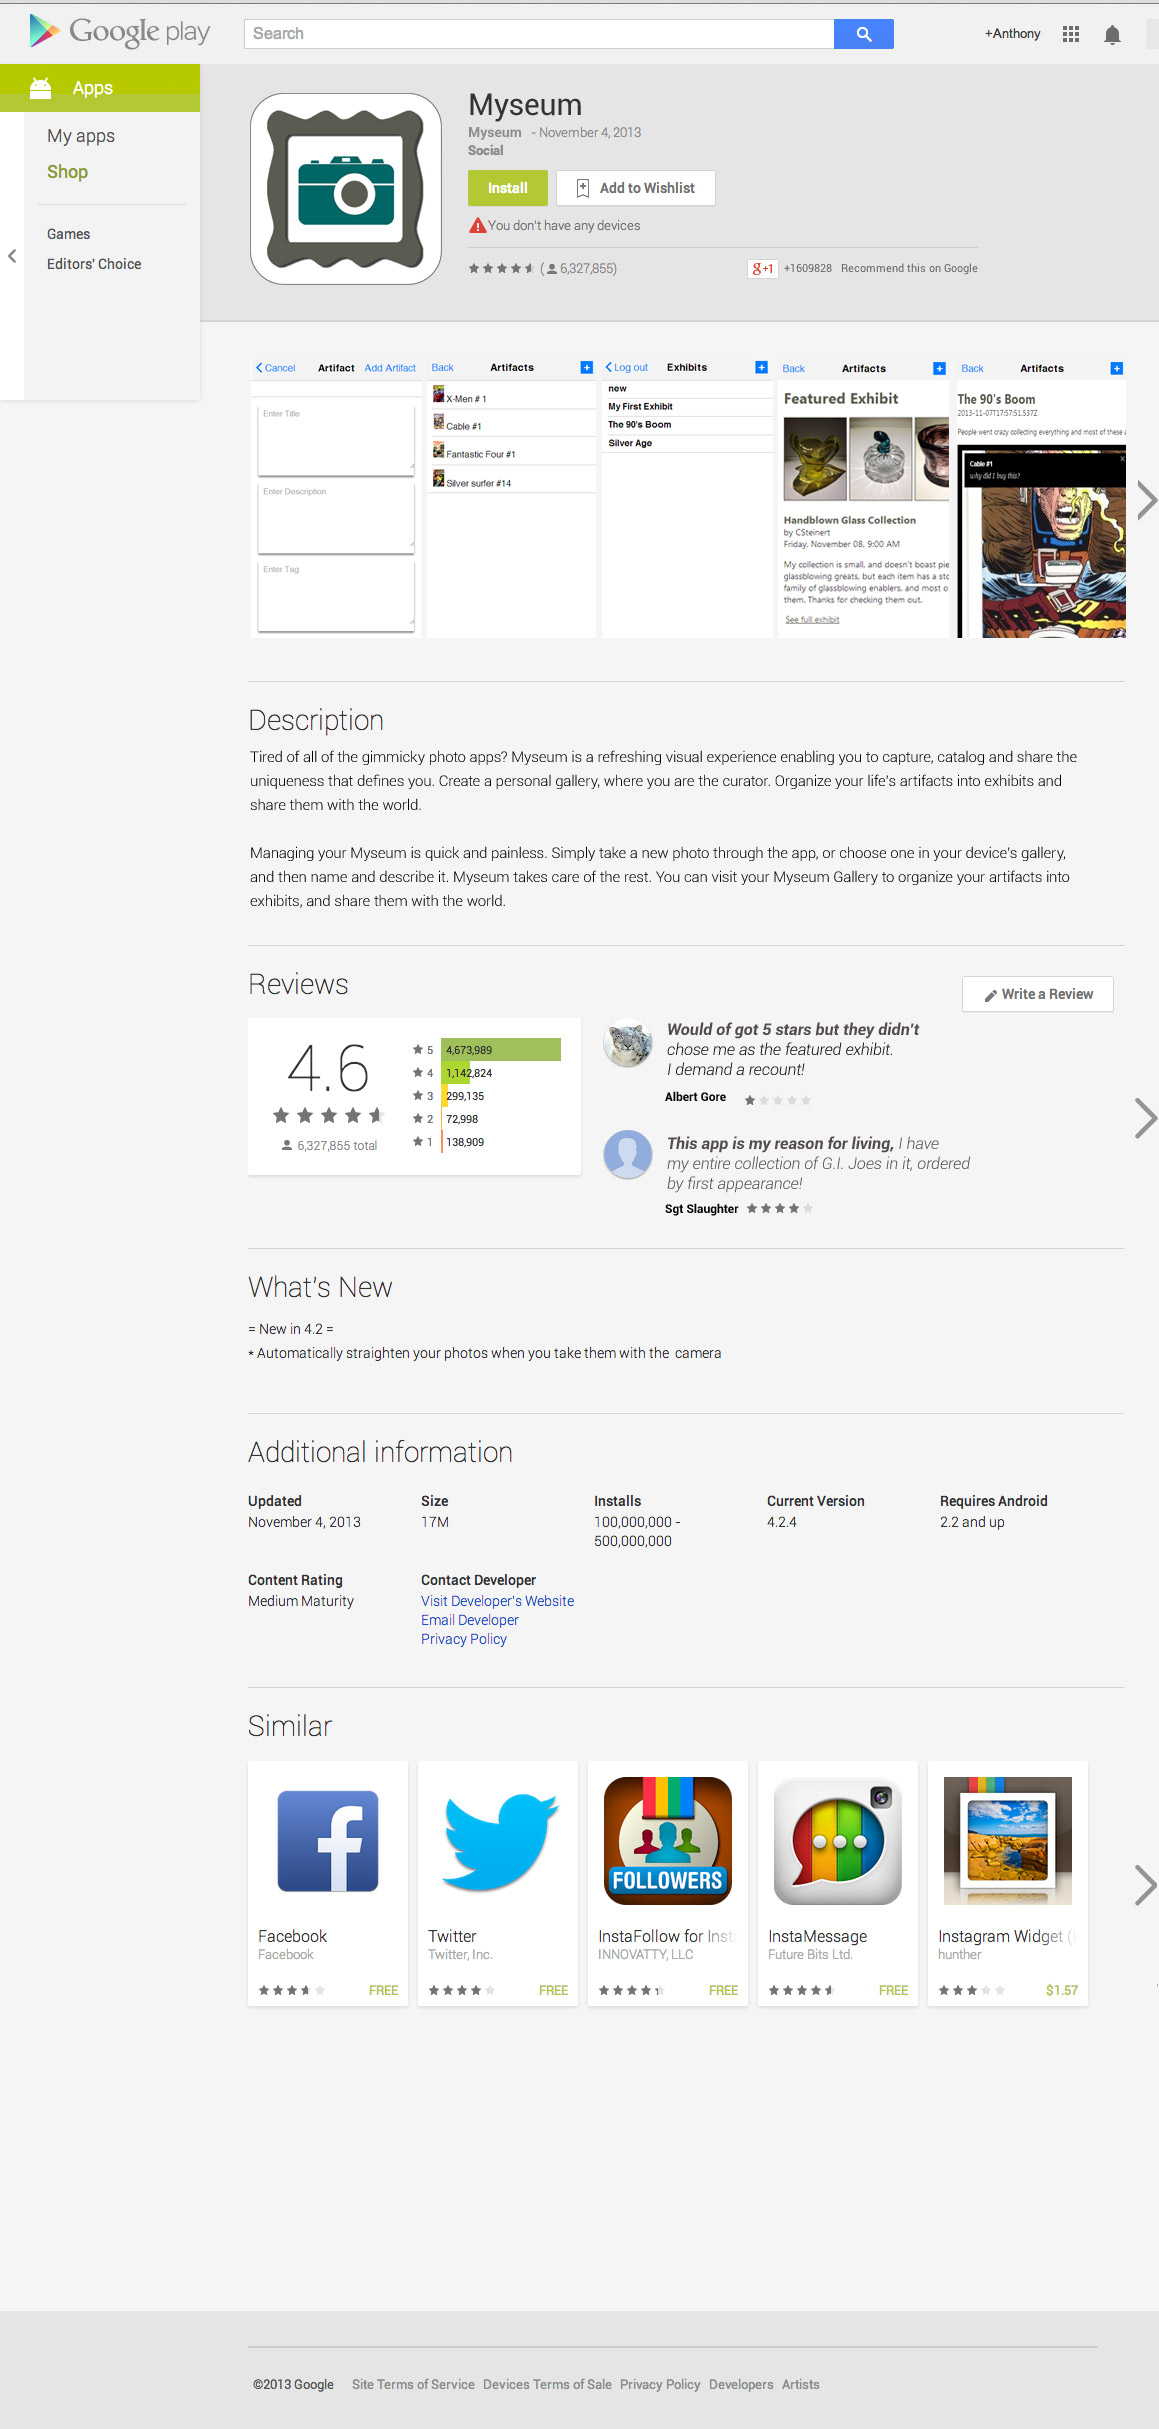 Google play
Search
+Anthony
Apps
My apps
Shop
Games
Editors' Choice
Myseum
Myseum - November 4, 2013
Social
Install
Add to Wishlist
You don't have any devices
( 6,327,855)
g+1 +1609828 Recommend this on Google
Cancel Artifact Add Artifact
Enter Title
Enter Description
Enter Tag
Back Artifacts +
X-Men # 1
Cable #1
Fantastic Four #1
Silver surfer #14
Log out Exhibits +
new
My First Exhibit
The 90's Boom
Silver Age
Back Artifacts +
Featured Exhibit
Handblown Glass Collection
by CSteinert
Friday, November 08, 9:00 AM
My collection is small, and doesn't boast pie
glassblowing greats, but each item has a sto
family of glassblowing enablers, and most o
them. Thanks for checking them out.
See full exhibit
Back Artifacts +
The 90's Boom
2013-11-07T17:57:51.537Z
People went crazy collecting everything and most of these a
Cable #1 x
why did I buy this?
Description
Tired of all of the gimmicky photo apps? Myseum is a refreshing visual experience enabling you to capture, catalog and share the
uniqueness that defines you. Create a personal gallery, where you are the curator. Organize your life's artifacts into exhibits and
share them with the world.
Managing your Myseum is quick and painless. Simply take a new photo through the app, or choose one in your device's gallery,
and then name and describe it. Myseum takes care of the rest. You can visit your Myseum Gallery to organize your artifacts into
exhibits, and share them with the world.
Reviews
Write a Review
4.6
6,327,855 total
5 4,673,989
4 1,142,824
3 299,135
2 72,998
1 138,909
Would of got 5 stars but they didn't
chose me as the featured exhibit.
I demand a recount!
Albert Gore
This app is my reason for living, I have
my entire collection of G.I. Joes in it, ordered
by first appearance!
Sgt Slaughter
What's New
= New in 4.2 =
* Automatically straighten your photos when you take them with the camera
Additional information
Updated
November 4, 2013
Size
17M
Installs
100,000,000 -
500,000,000
Current Version
4.2.4
Requires Android
2.2 and up
Content Rating
Medium Maturity
Contact Developer
Visit Developer's Website
Email Developer
Privacy Policy
Similar
f
FOLLOWERS
Facebook
Facebook
FREE
Twitter
Twitter, Inc.
FREE
InstaFollow for Inst
INNOVATTY, LLC
FREE
InstaMessage
Future Bits Ltd.
FREE
Instagram Widget (
hunther
$1.57
©2013 Google Site Terms of Service Devices Terms of Sale Privacy Policy Developers Artists